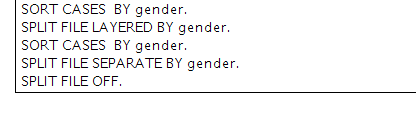 SORT CASES  BY gender.
SPLIT FILE LAYERED BY gender.
SORT CASES  BY gender.
SPLIT FILE SEPARATE BY gender.
SPLIT FILE OFF.